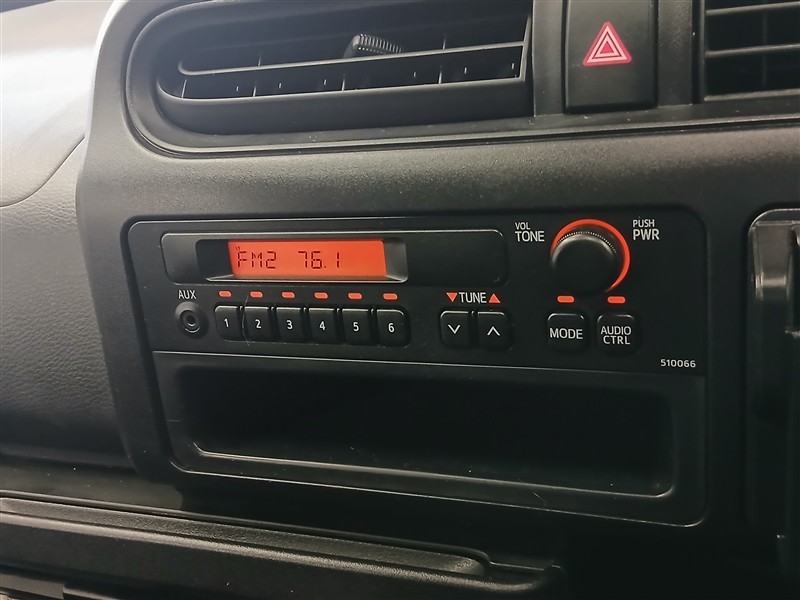 VOL
TONE
PUSH
PWR
FM2 76.1
AUX
▼TUNE▲
1 2 3 4 5 6
MODE
AUDIO
CTRL
510066